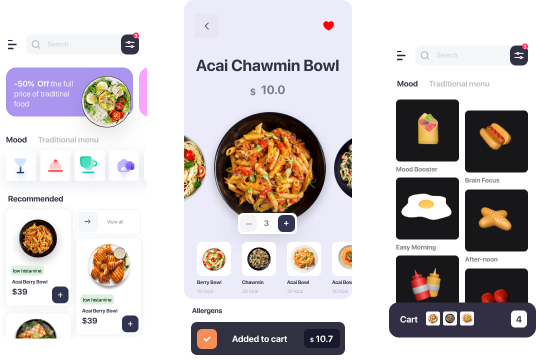 Search
-50% Off the full
price of traditinal
food
Mood Traditional menu
Recommended
View all
low histamine
Acai Berry Bowl
$39
low histamine
Acai Berry Bowl
$39
Acai Chawmin Bowl
$ 10.0
3
Berry Bowl
Chawmin
Acai Bowl
Acai Bow
Allergens
Added to cart
$ 10.7
Search
Mood Traditional menu
Mood Booster
Brain Focus
Easy Morning
After-noon
Cart
4